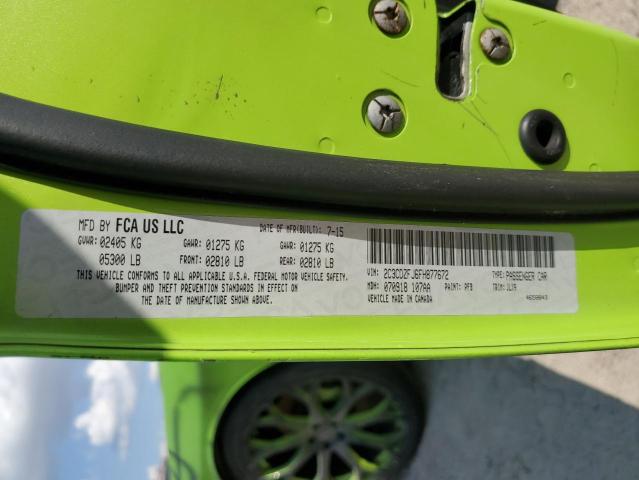 MFD BY FCA US LLC DATE OF MFR(BUILT): 7-15
GVWR: 02405 KG GAWR: 01275 KG GAWR: 01275 KG
05300 LB FRONT: 02810 LB REAR: 02810 LB
THIS VEHICLE CONFORMS TO ALL APPLICABLE U.S.A. FEDERAL MOTOR VEHICLE SAFETY,
BUMPER AND THEFT PREVENTION STANDARDS IN EFFECT ON
THE DATE OF MANUFACTURE SHOWN ABOVE.
VIN: 2C3CDZFJ6FH877672 TYPE: PASSENGER CAR
MDH: 070918 107AA PAINT: PFB TRIM: JLX9
VEHICLE MADE IN CANADA